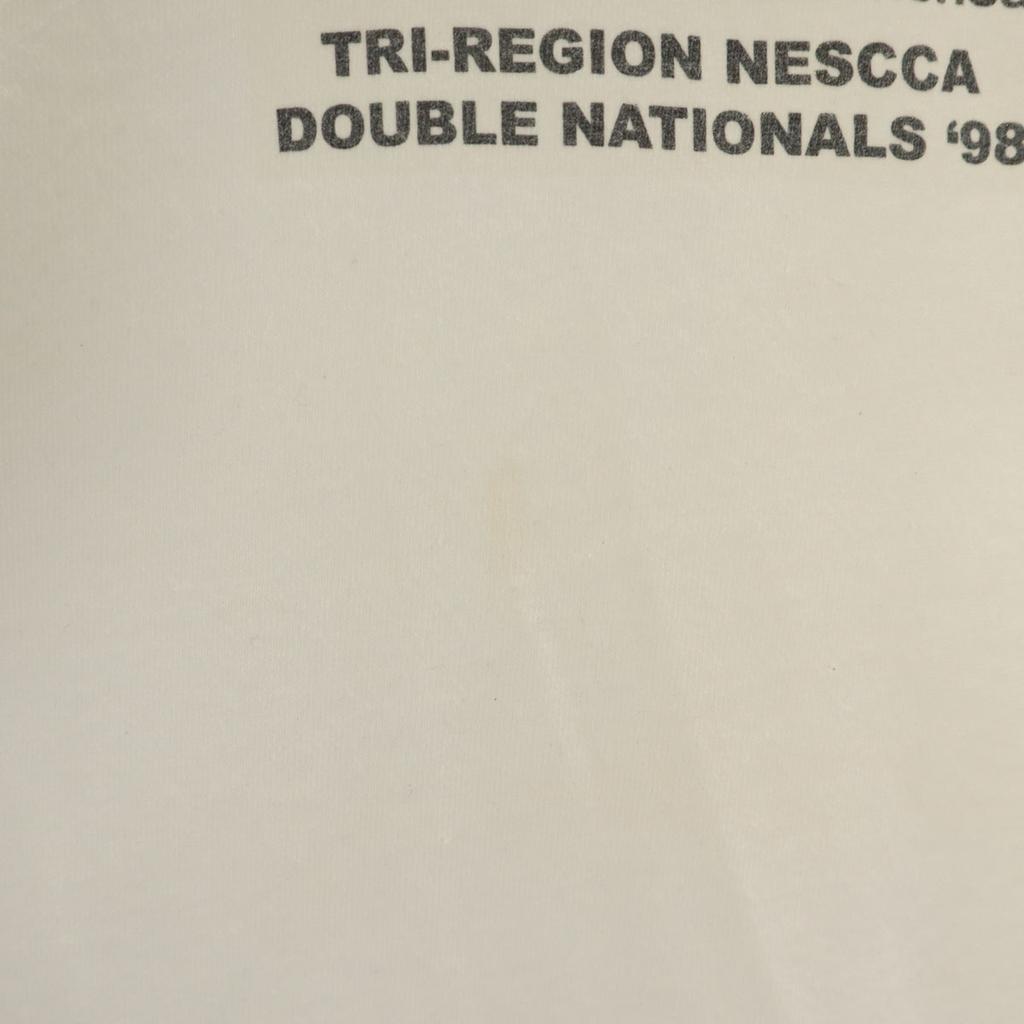 TRI-REGION NESCCA
DOUBLE NATIONALS ‘98